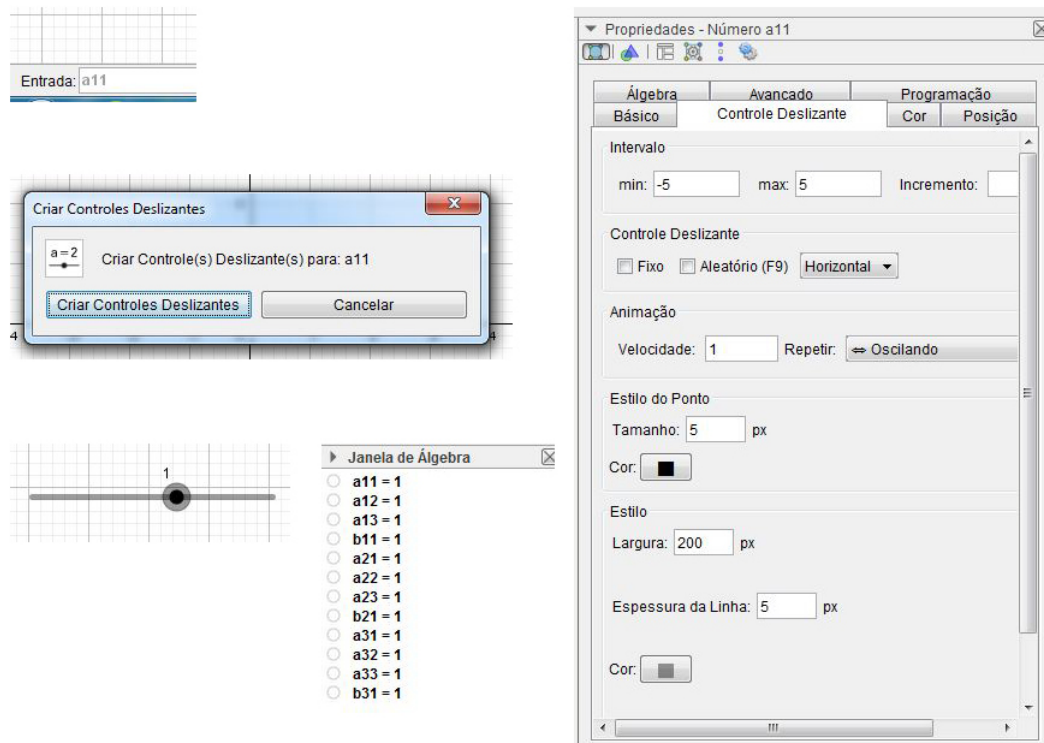 Entrada: a11
Criar Controles Deslizantes
a=2
Criar Controle(s) Deslizante(s) para: a11
Criar Controles Deslizantes
Cancelar
4
4
1
Janela de Álgebra
a11 = 1
a12 = 1
a13 = 1
b11 = 1
a21 = 1
a22 = 1
a23 = 1
b21 = 1
a31 = 1
a32 = 1
a33 = 1
b31 = 1
Propriedades - Número a11
Álgebra Avançado Programação
Básico Controle Deslizante Cor Posição
Intervalo
min: -5 max: 5 Incremento:
Controle Deslizante
Fixo Aleatório (F9) Horizontal
Animação
Velocidade: 1 Repetir: ⇔ Oscilando
Estilo do Ponto
Tamanho: 5 px
Cor:
Estilo
Largura: 200 px
Espessura da Linha: 5 px
Cor: